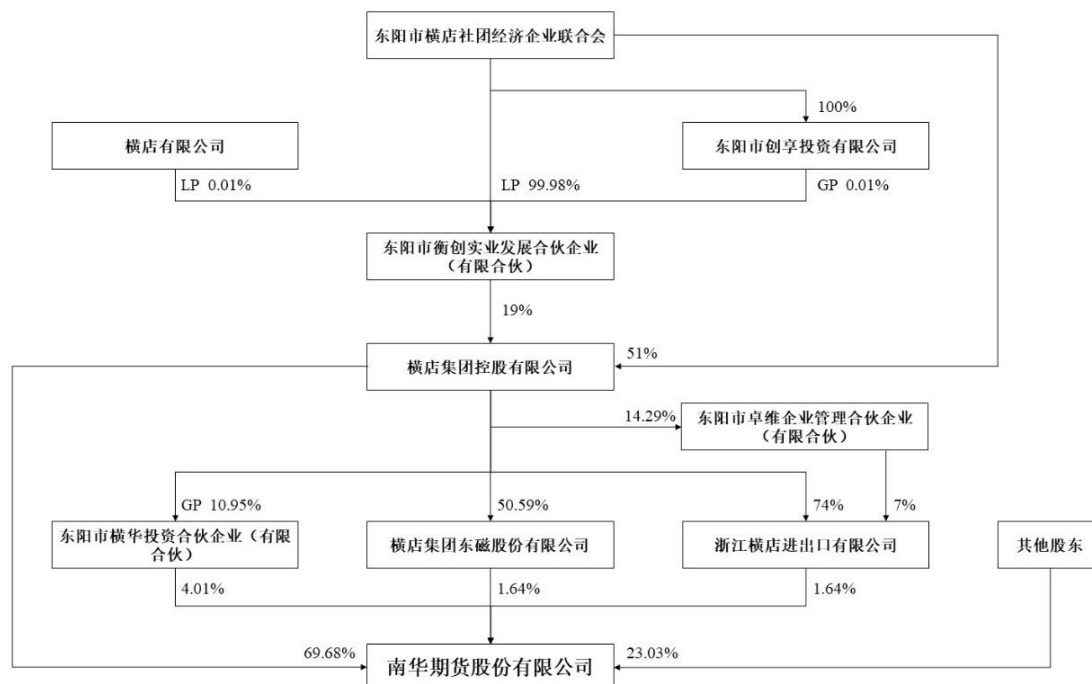 东阳市横店社团经济企业联合会
100%
横店有限公司
东阳市创享投资有限公司
LP 0.01%
LP 99.98%
GP 0.01%
东阳市衡创实业发展合伙企业
（有限合伙）
19%
横店集团控股有限公司
51%
14.29%
东阳市卓维企业管理合伙企业
（有限合伙）
GP 10.95%
50.59%
74%
7%
东阳市横华投资合伙企业（有限
合伙）
横店集团东磁股份有限公司
浙江横店进出口有限公司
其他股东
4.01%
1.64%
1.64%
69.68%
南华期货股份有限公司
23.03%